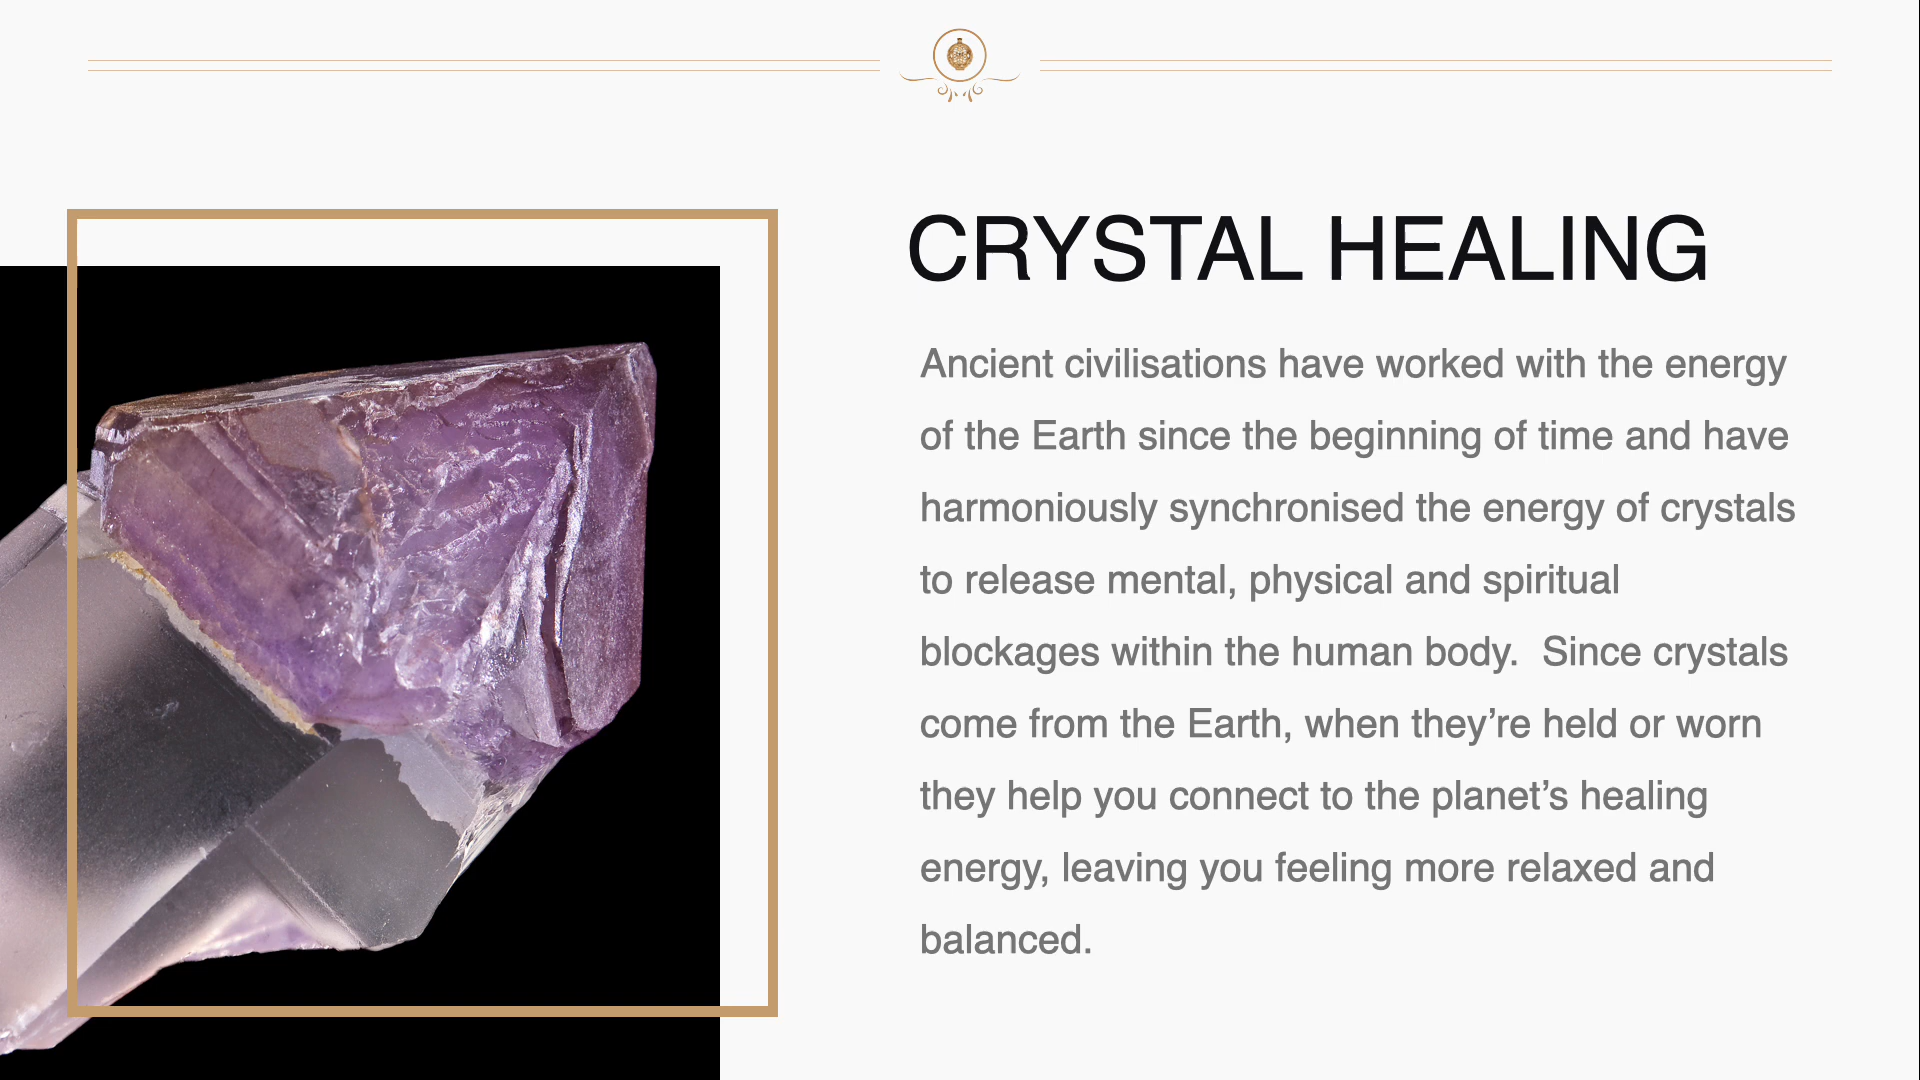 CRYSTAL HEALING
Ancient civilisations have worked with the energy
of the Earth since the beginning of time and have
harmoniously synchronised the energy of crystals
to release mental, physical and spiritual
blockages within the human body.  Since crystals
come from the Earth, when they’re held or worn
they help you connect to the planet’s healing
energy, leaving you feeling more relaxed and
balanced.